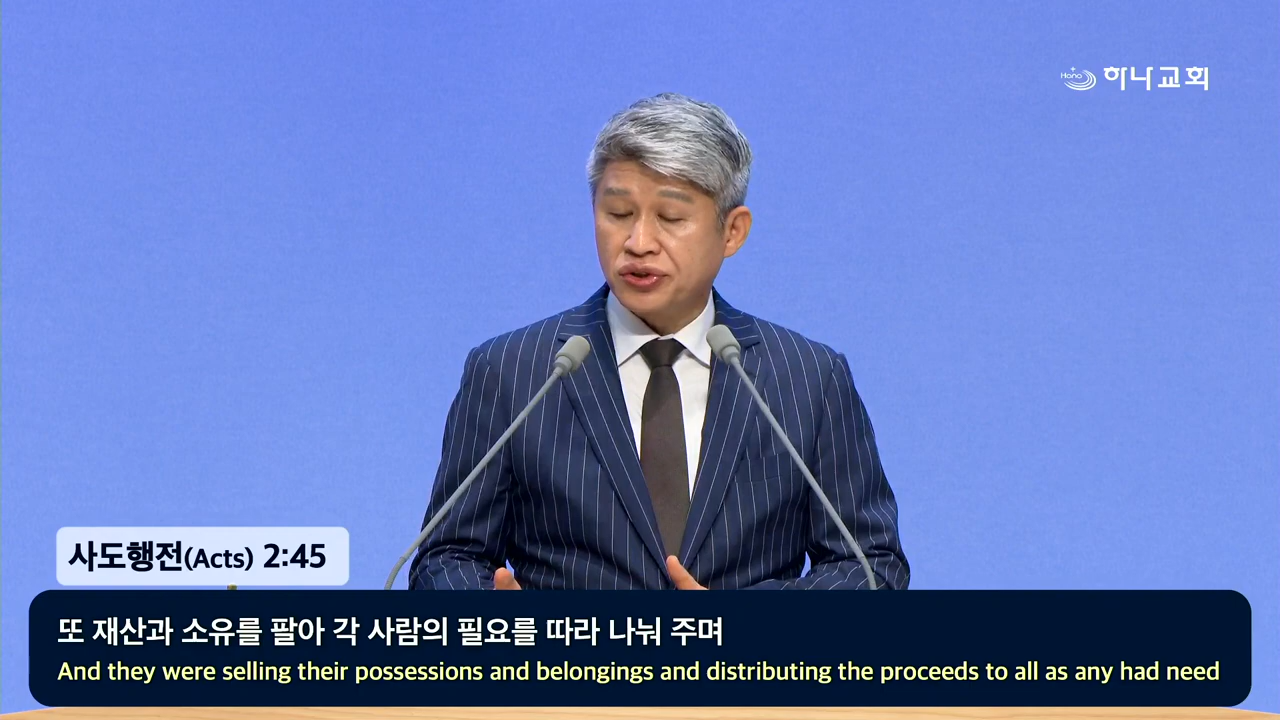 Hana 하나교회
사도행전(Acts) 2:45
또 재산과 소유를 팔아 각 사람의 필요를 따라 나눠 주며
And they were selling their possessions and belongings and distributing the proceeds to all as any had need